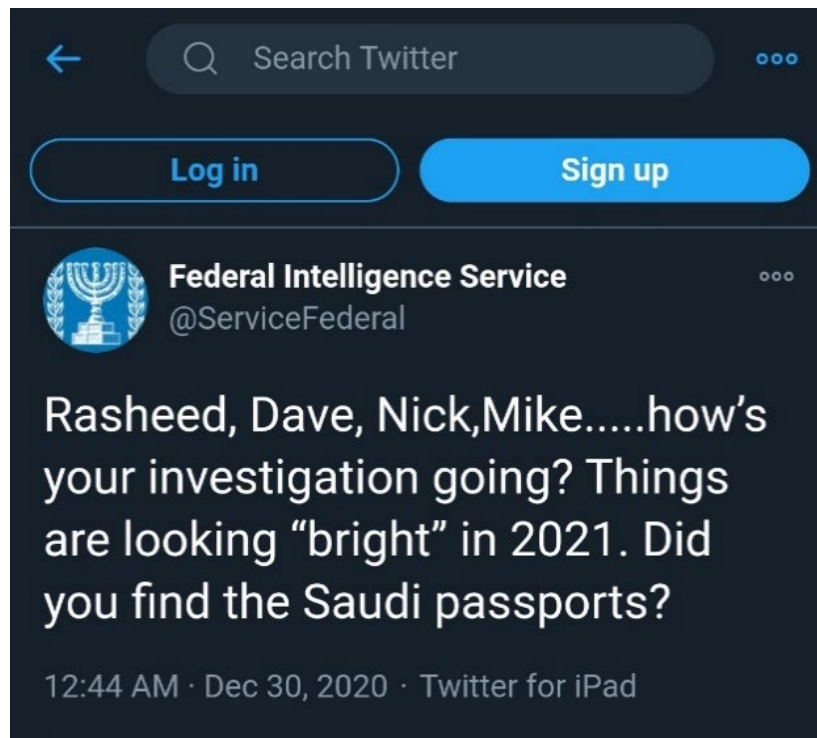 Search Twitter
Log in
Sign up
Federal Intelligence Service
@ServiceFederal
Rasheed, Dave, Nick,Mike.....how’s
your investigation going? Things
are looking “bright” in 2021. Did
you find the Saudi passports?
12:44 AM · Dec 30, 2020 · Twitter for iPad